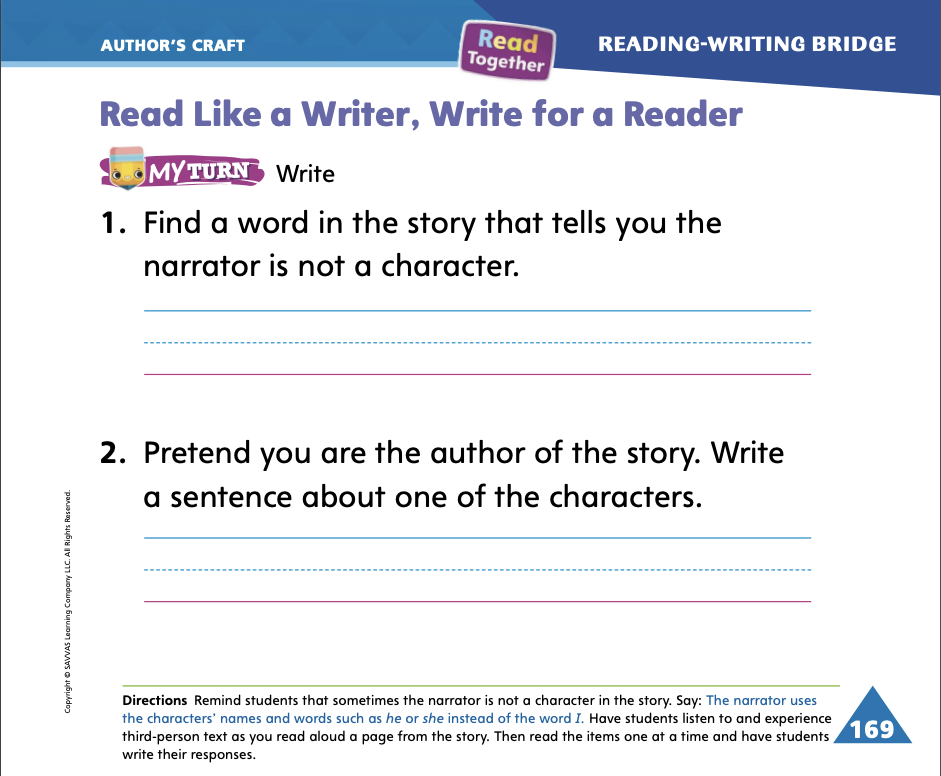 AUTHOR'S CRAFT
Read
Together
READING-WRITING BRIDGE
Read Like a Writer, Write for a Reader
MY TURN Write
1. Find a word in the story that tells you the
narrator is not a character.
2. Pretend you are the author of the story. Write
a sentence about one of the characters.
Copyright © SAVVAS Learning Company LLC. All Rights Reserved.
Directions Remind students that sometimes the narrator is not a character in the story. Say: The narrator uses
the characters' names and words such as he or she instead of the word I. Have students listen to and experience
third-person text as you read aloud a page from the story. Then read the items one at a time and have students
write their responses.
169